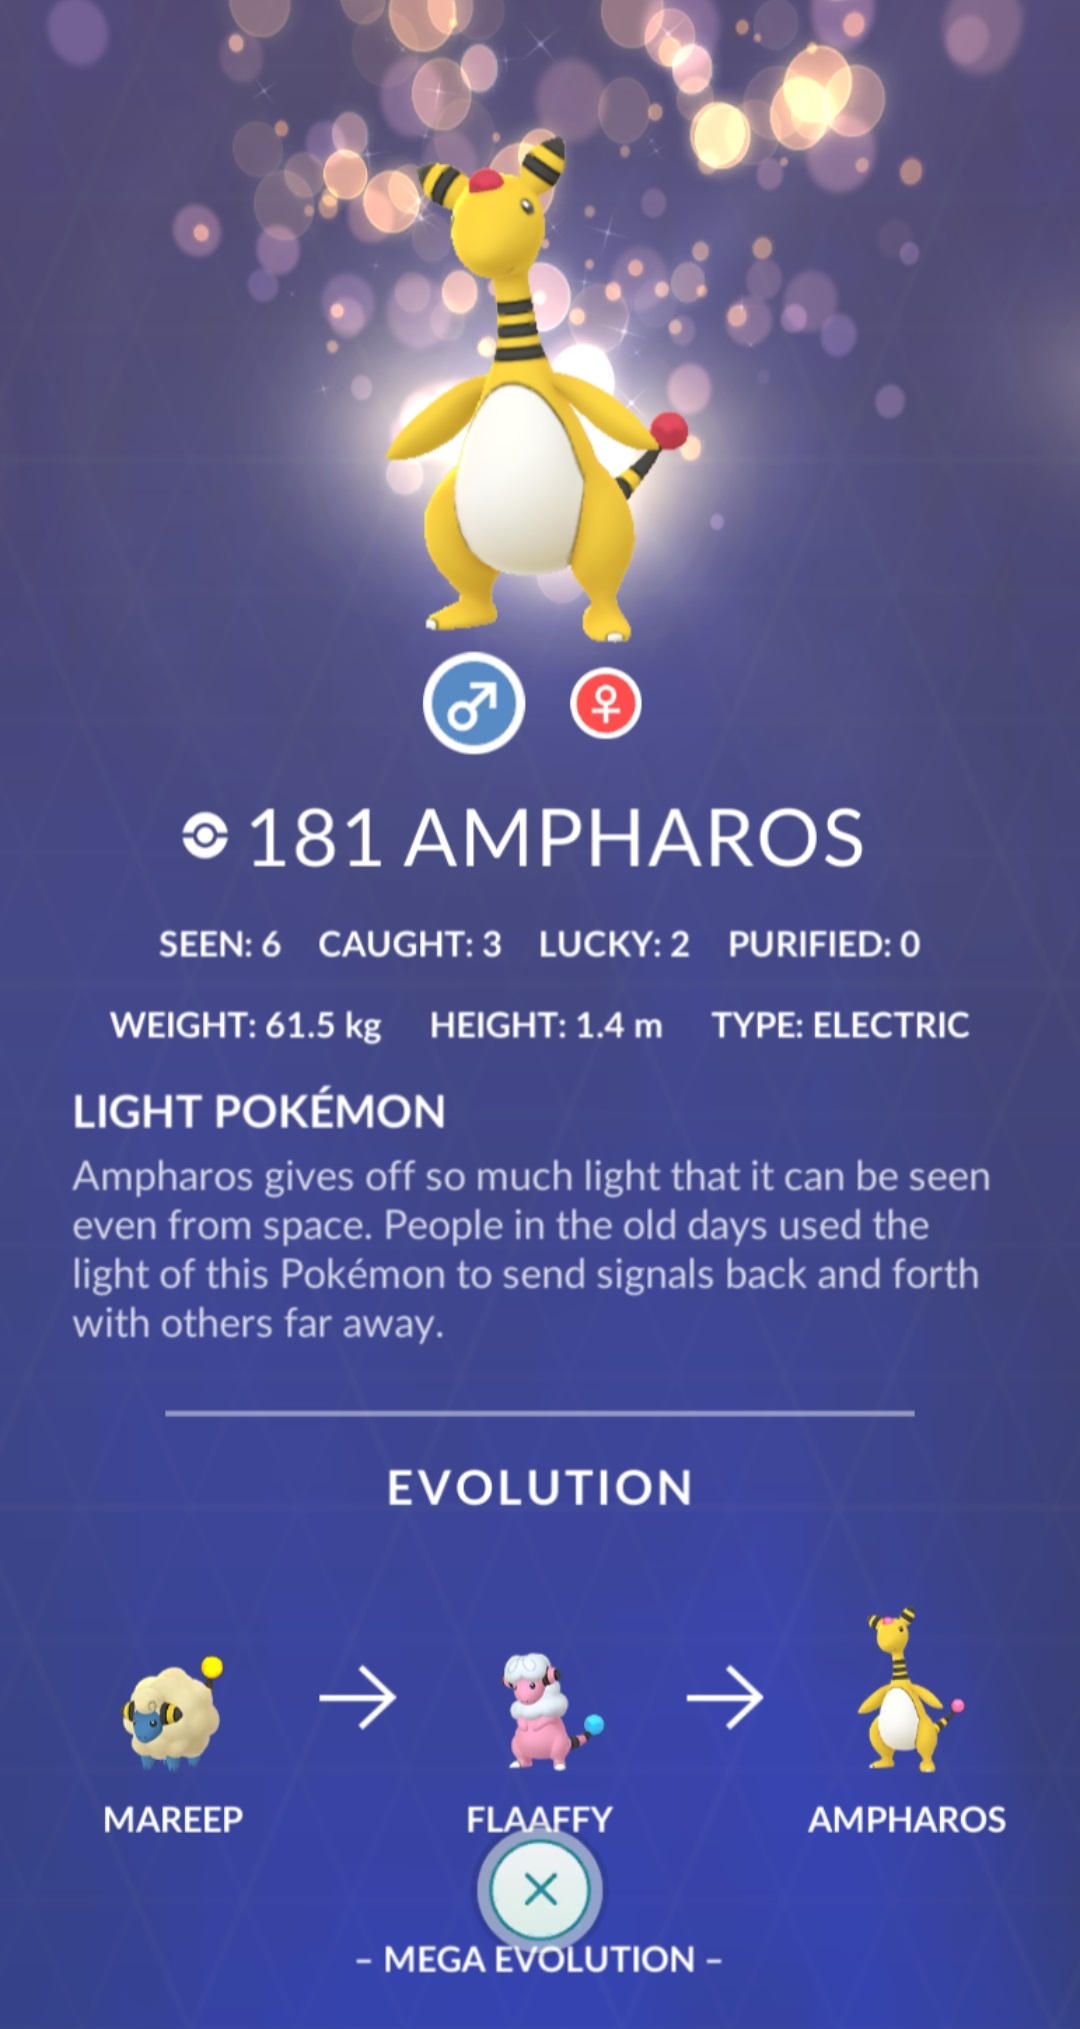 181 AMPHAROS
SEEN: 6 CAUGHT: 3 LUCKY: 2 PURIFIED: 0
WEIGHT: 61.5 kg HEIGHT: 1.4 m TYPE: ELECTRIC
LIGHT POKÉMON
Ampharos gives off so much light that it can be seen
even from space. People in the old days used the
light of this Pokémon to send signals back and forth
with others far away.
EVOLUTION
MAREEP FLAAFFY AMPHAROS
– MEGA EVOLUTION –